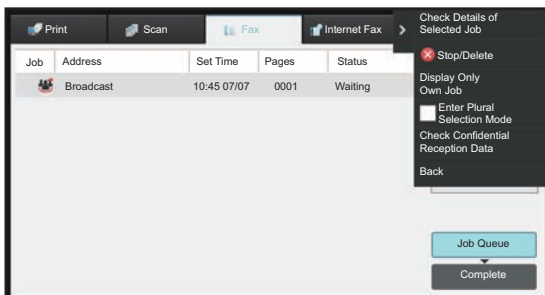 Print
Scan
Fax
Internet Fax
Job
Address
Set Time
Pages
Status
Broadcast
10:45 07/07
0001
Waiting
Check Details of
Selected Job
Stop/Delete
Display Only
Own Job
Enter Plural
Selection Mode
Check Confidential
Reception Data
Back
Job Queue
Complete